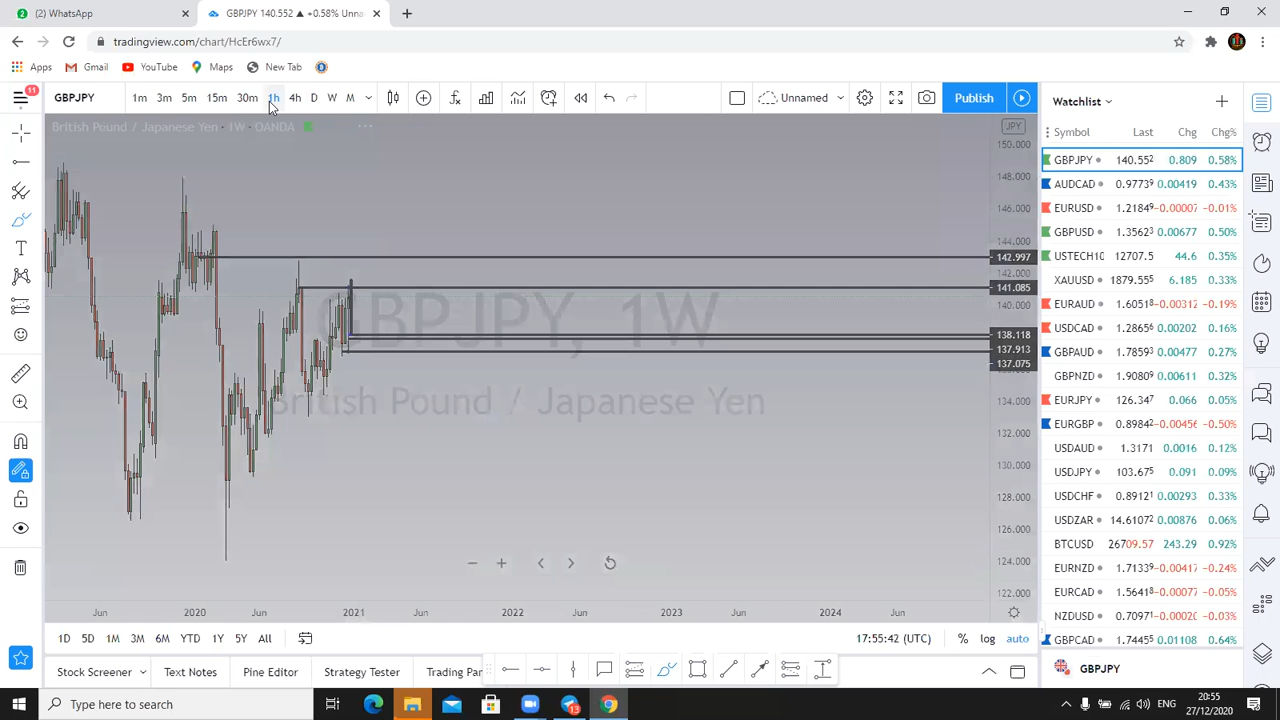 (2) WhatsApp
GBPJPY 140.552 ▲ +0.58% Unna
tradingview.com/chart/HcEr6wx7/
Apps Gmail YouTube Maps New Tab
11
GBPJPY 1m 3m 5m 15m 30m 1h 4h D W M Unnamed Publish
British Pound / Japanese Yen · 1W · OANDA
JPY
GBPJPY, 1W
British Pound / Japanese Yen
150.000
148.000
146.000
144.000
142.997
142.000
141.085
140.000
138.118
137.913
137.075
134.000
132.000
130.000
128.000
126.000
124.000
122.000
Jun 2020 Jun 2021 Jun 2022 Jun 2023 Jun 2024 Jun
1D 5D 1M 3M 6M YTD 1Y 5Y All
17:55:42 (UTC) % log auto
Stock Screener Text Notes Pine Editor Strategy Tester Trading Pa
Watchlist
Symbol Last Chg Chg%
GBPJPY 140.552 0.809 0.58%
AUDCAD 0.97739 0.00419 0.43%
EURUSD 1.21849 −0.00007 −0.01%
GBPUSD 1.35623 0.00677 0.50%
USTECH10 12707.5 44.6 0.35%
XAUUSD 1879.555 6.185 0.33%
EURAUD 1.60518 −0.00312 −0.19%
USDCAD 1.28656 0.00202 0.16%
GBPAUD 1.78593 0.00477 0.27%
GBPNZD 1.90809 0.00611 0.32%
EURJPY 126.347 0.066 0.05%
EURGBP 0.89842 −0.00456 −0.50%
USDAUD 1.3171 0.0016 0.12%
USDJPY 103.675 0.091 0.09%
USDCHF 0.89121 0.00293 0.33%
USDZAR 14.61072 0.00876 0.06%
BTCUSD 26709.57 243.29 0.92%
EURNZD 1.71339 −0.00417 −0.24%
EURCAD 1.56418 −0.00077 −0.05%
NZDUSD 0.70971 −0.00020 −0.03%
GBPCAD 1.74455 0.01108 0.64%
GBPJPY
Type here to search
13
ENG
20:55
27/12/2020